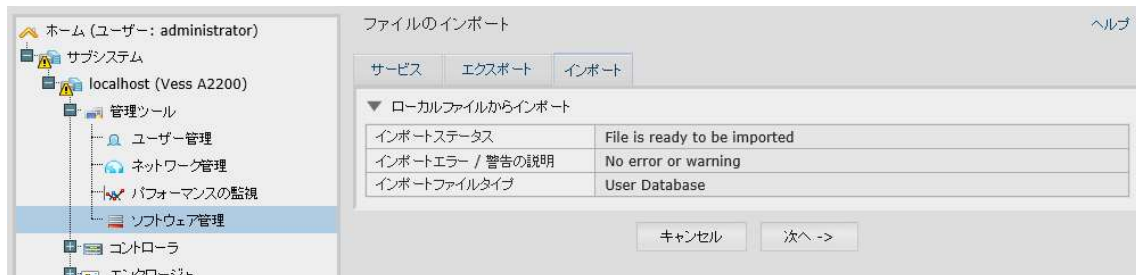 ホーム (ユーザー: administrator)
サブシステム
localhost (Vess A2200)
管理ツール
ユーザー管理
ネットワーク管理
パフォーマンスの監視
ソフトウェア管理
コントローラ
ファイルのインポート
ヘルプ
サービス エクスポート インポート
▼ ローカルファイルからインポート
インポートステータス File is ready to be imported
インポートエラー / 警告の説明 No error or warning
インポートファイルタイプ User Database
キャンセル 次へ ->